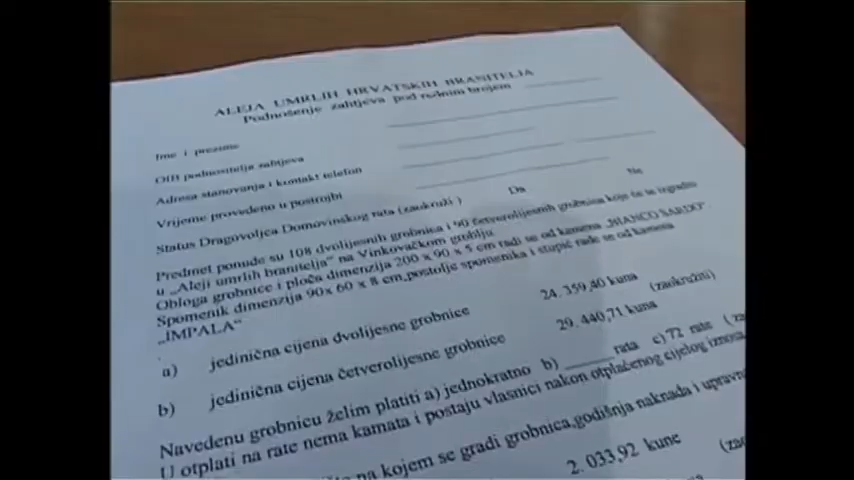 ALEJA UMRLIH HRVATSKIH BRANITELJA
Podnošenje zahtjeva pod rednim brojem
Ime i prezime
OIB podnositelja zahtjeva
Adresa stanovanja i kontakt telefon
Vrijeme provedeno u postrojbi
Status Dragovoljca Domovinskog rata (zaokruži ) Da Ne
Predmet ponude su 108 dvolijesnih grobnica i 90 četverolijesnih grobnica koje će se izgraditi
u „Aleji umrlih branitelja" na Vinkovačkom groblju
Obloga grobnice i ploča dimenzija 200 x 90 x 5 cm radi se od kamena „BIANCO SARDO"
Spomenik dimenzija 90x 60 x 8 cm,postolje spomenika i stupić rade se od kamena
„IMPALA"
a) jedinična cijena dvolijesne grobnice 24. 359,40 kuna
b) jedinična cijena četverolijesne grobnice 29. 440,71 kuna (zaokružiti)
Navedenu grobnicu želim platiti a) jednokratno b) rata c) 72 rate (
U otplati na rate nema kamata i postaju vlasnici nakon otplaćenog cijelog iznosa
na kojem se gradi grobnica,godišnja naknada i
2. 033,92 kune